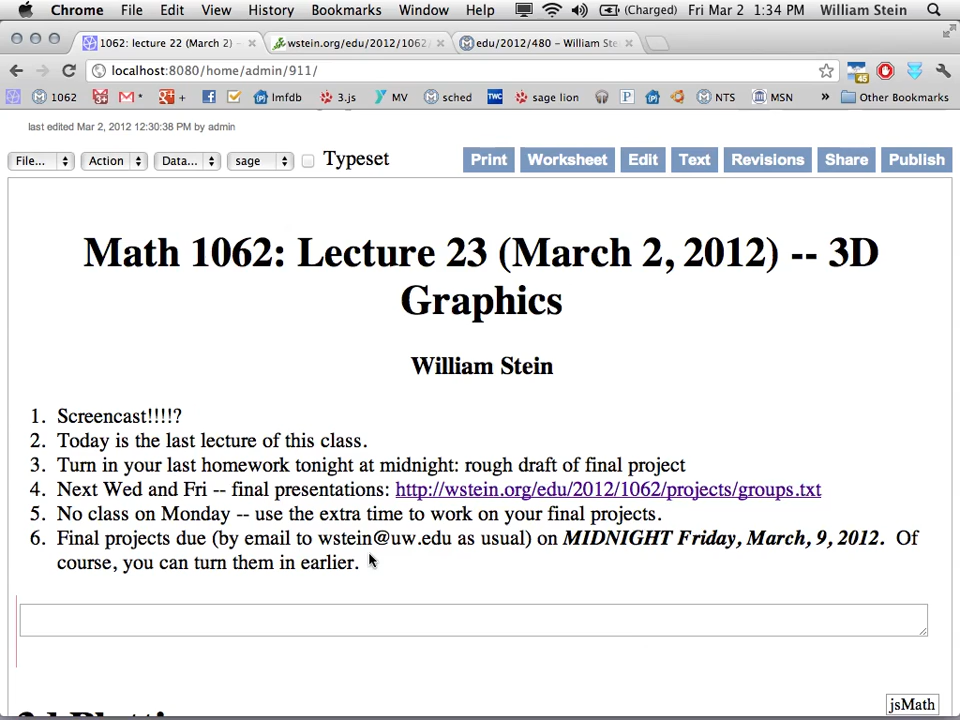 Chrome File Edit View History Bookmarks Window Help (Charged) Fri Mar 2 1:34 PM William Stein
1062: lecture 22 (March 2) – wstein.org/edu/2012/1062/ edu/2012/480 – William Ste
localhost:8080/home/admin/911/
1062 + lmfdb 3.js MV sched TWC sage lion P NTS MSN » Other Bookmarks
last edited Mar 2, 2012 12:30:38 PM by admin
File... Action Data... sage Typeset Print Worksheet Edit Text Revisions Share Publish
Math 1062: Lecture 23 (March 2, 2012) -- 3D
Graphics
William Stein
1. Screencast!!!!?
2. Today is the last lecture of this class.
3. Turn in your last homework tonight at midnight: rough draft of final project
4. Next Wed and Fri -- final presentations: http://wstein.org/edu/2012/1062/projects/groups.txt
5. No class on Monday -- use the extra time to work on your final projects.
6. Final projects due (by email to wstein@uw.edu as usual) on MIDNIGHT Friday, March, 9, 2012. Of
course, you can turn them in earlier.
jsMath